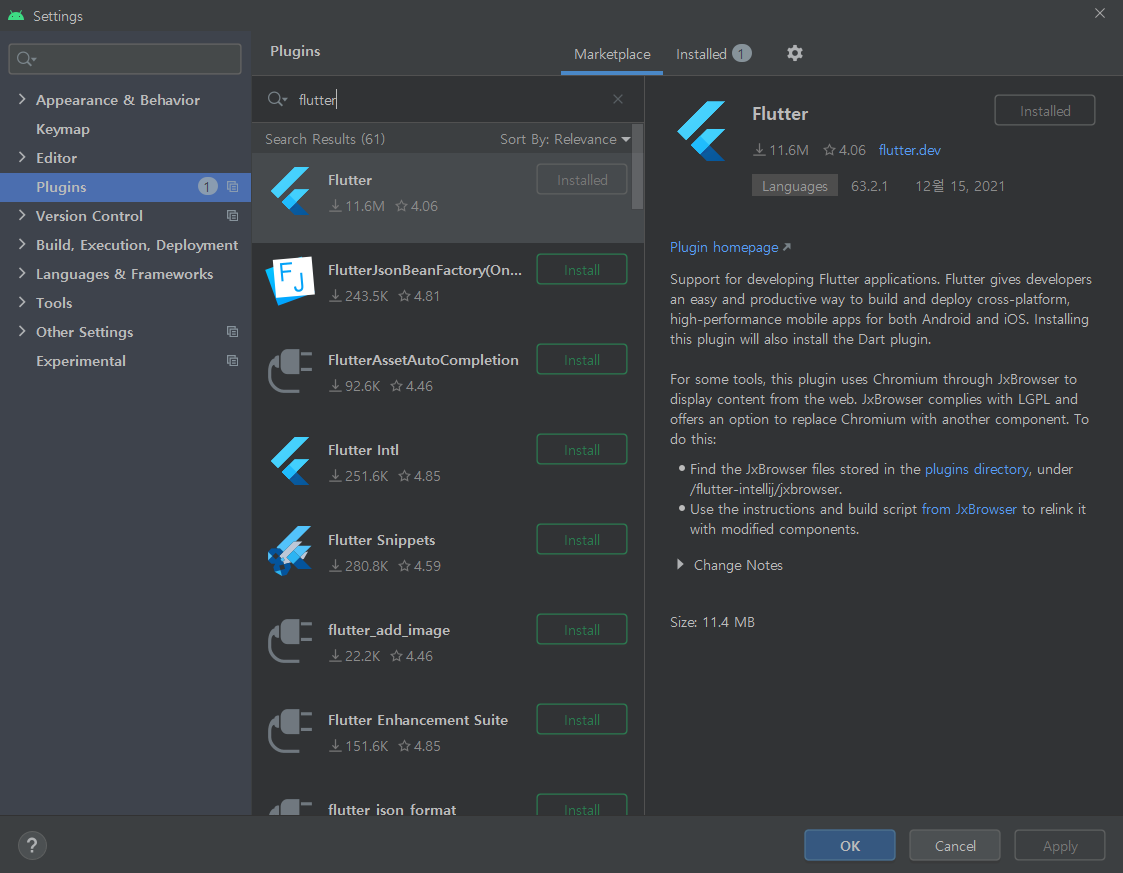 Settings
Appearance & Behavior
Keymap
Editor
Plugins 1
Version Control
Build, Execution, Deployment
Languages & Frameworks
Tools
Other Settings
Experimental
Plugins
Marketplace
Installed 1
flutter
Search Results (61)
Sort By: Relevance
Flutter
11.6M 4.06
Installed
FlutterJsonBeanFactory(On...
243.5K 4.81
Install
FlutterAssetAutoCompletion
92.6K 4.46
Install
Flutter Intl
251.6K 4.85
Install
Flutter Snippets
280.8K 4.59
Install
flutter_add_image
22.2K 4.46
Install
Flutter Enhancement Suite
151.6K 4.85
Install
flutter_json_format
Install
FJ
Flutter
Installed
11.6M 4.06 flutter.dev
Languages 63.2.1 12월 15, 2021
Plugin homepage
Support for developing Flutter applications. Flutter gives developers
an easy and productive way to build and deploy cross-platform,
high-performance mobile apps for both Android and iOS. Installing
this plugin will also install the Dart plugin.
For some tools, this plugin uses Chromium through JxBrowser to
display content from the web. JxBrowser complies with LGPL and
offers an option to replace Chromium with another component. To
do this:
• Find the JxBrowser files stored in the plugins directory, under
/flutter-intellij/jxbrowser.
• Use the instructions and build script from JxBrowser to relink it
with modified components.
Change Notes
Size: 11.4 MB
?
OK
Cancel
Apply